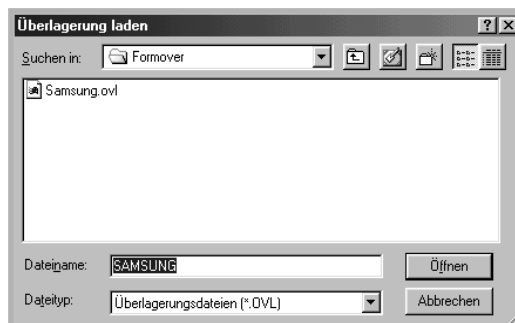 Überlagerung laden
Suchen in: Formover
Samsung.ovl
Dateiname: SAMSUNG Öffnen
Dateityp: Überlagerungsdateien (*.OVL) Abbrechen